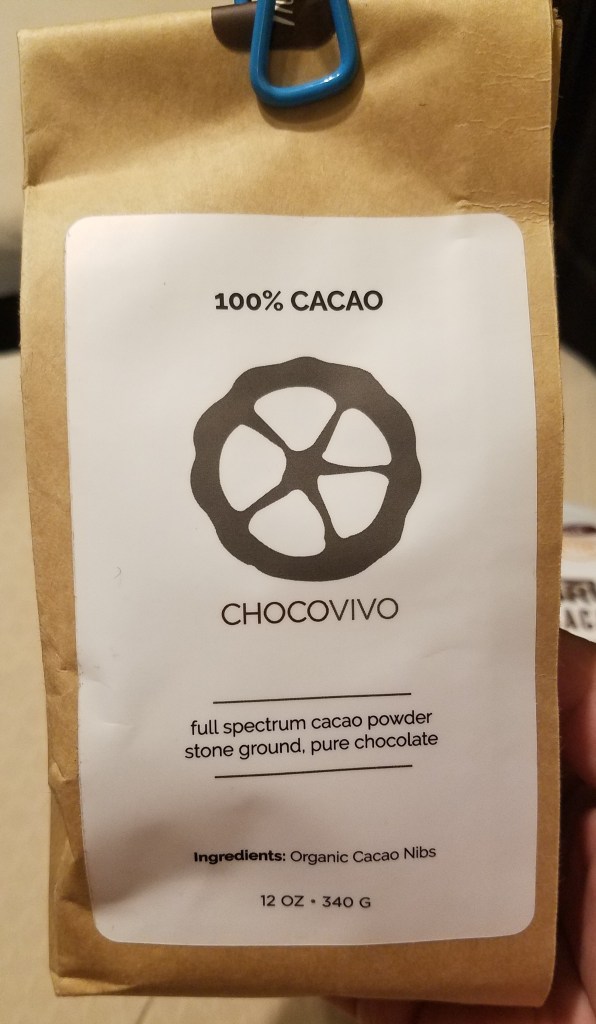 100% CACAO
CHOCOVIVO
full spectrum cacao powder
stone ground, pure chocolate
Ingredients: Organic Cacao Nibs
12 OZ • 340 G